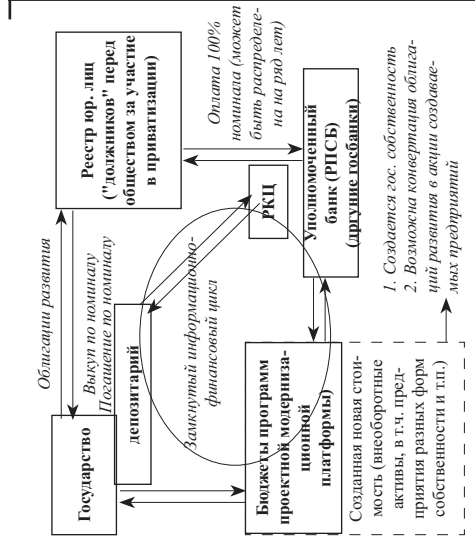 Облигации развития
Государство
депозитарий
Выкуп по номиналу
Погашение по номиналу
Реестр юр. лиц
("должников" перед
обществом за участие
в приватизации)
Замкнутый информационно-
финансовый цикл
РКЦ
Оплата 100%
номинала (может
быть распределе-
на на ряд лет)
Бюджеты программ
проектной модерниза-
ционной
платформы)
Уполномоченный
банк (РПСБ)
(дргуние госбанки)
Созданная новая стои-
мость (внеоборотные
активы, в т.ч. пред-
приятия разных форм
собственности и т.п.)
1. Создается гос. собственность
2. Возможна конвертация облига-
ций развития в акции создавае-
мых предприятий